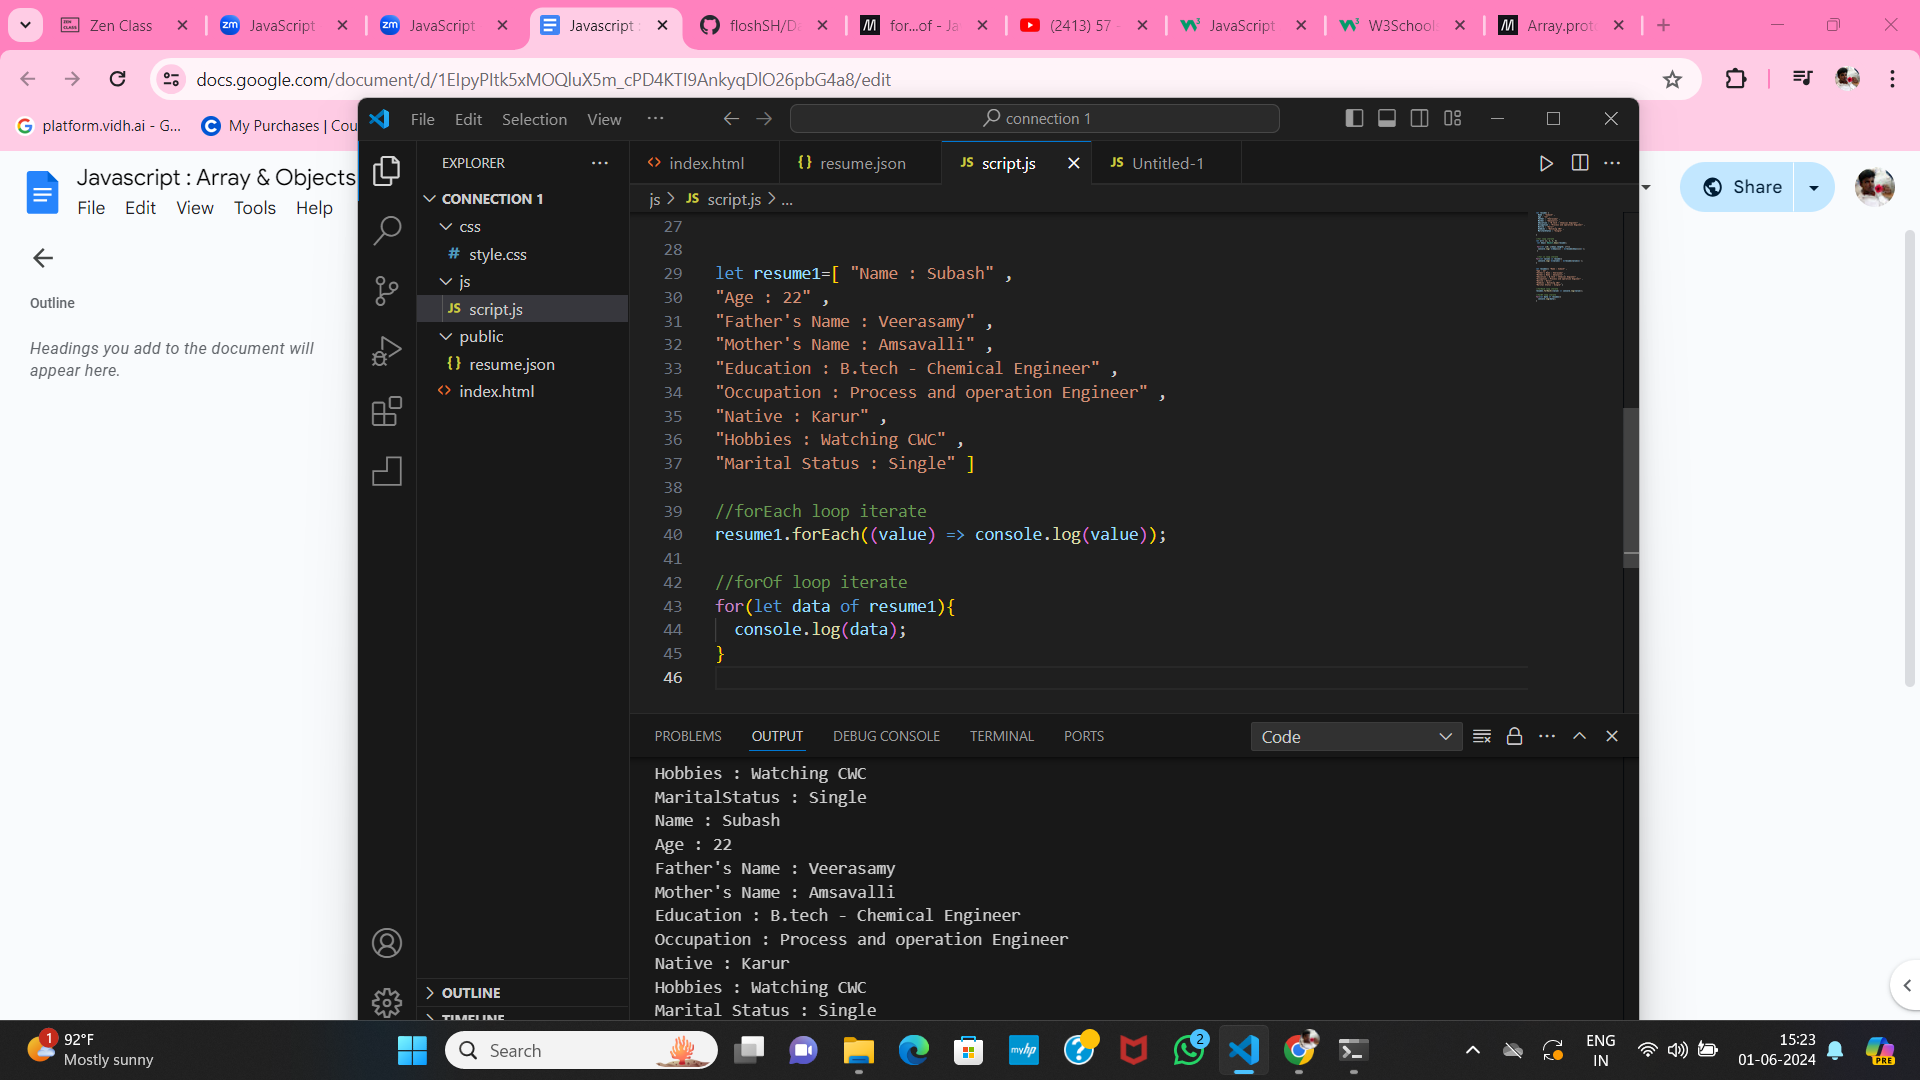 Zen Class
JavaScript
JavaScript
Javascript :
floshSH/Da
for...of - Ja
(2413) 57 -
JavaScript
W3School
Array.proto
docs.google.com/document/d/1EIpyPItk5xMOQluX5m_cPD4KTI9AnkyqDlO26pbG4a8/edit
platform.vidh.ai - G...
My Purchases | Cou
Javascript : Array & Objects
File Edit View Tools Help
Share
Outline
Headings you add to the document will
appear here.
File Edit Selection View ...
connection 1
EXPLORER
CONNECTION 1
css
# style.css
js
JS script.js
public
{} resume.json
<> index.html
OUTLINE
TIMELINE
<> index.html
{} resume.json
JS script.js
JS Untitled-1
js > JS script.js > ...
27
28
29 let resume1=[ "Name : Subash" ,
30 "Age : 22" ,
31 "Father's Name : Veerasamy" ,
32 "Mother's Name : Amsavalli" ,
33 "Education : B.tech - Chemical Engineer" ,
34 "Occupation : Process and operation Engineer" ,
35 "Native : Karur" ,
36 "Hobbies : Watching CWC" ,
37 "Marital Status : Single" ]
38
39 //forEach loop iterate
40 resume1.forEach((value) => console.log(value));
41
42 //forOf loop iterate
43 for(let data of resume1){
44 console.log(data);
45 }
46
PROBLEMS OUTPUT DEBUG CONSOLE TERMINAL PORTS
Code
Hobbies : Watching CWC
MaritalStatus : Single
Name : Subash
Age : 22
Father's Name : Veerasamy
Mother's Name : Amsavalli
Education : B.tech - Chemical Engineer
Occupation : Process and operation Engineer
Native : Karur
Hobbies : Watching CWC
Marital Status : Single
1
92°F
Mostly sunny
Search
myhp
2
ENG
IN
15:23
01-06-2024
PRE